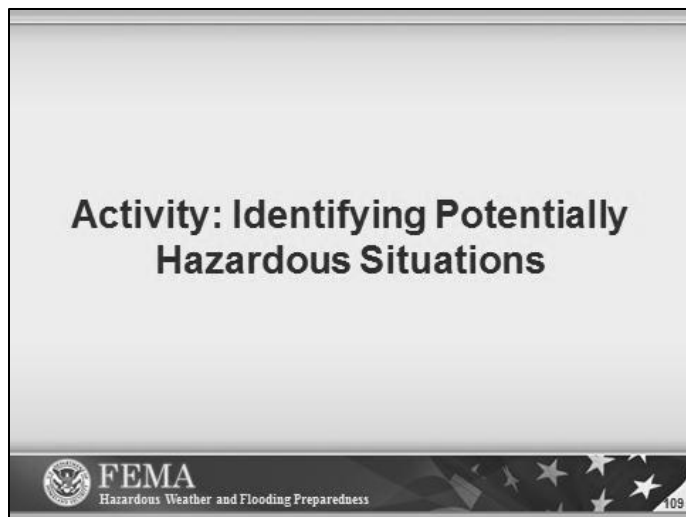 Activity: Identifying Potentially
Hazardous Situations
FEMA
Hazardous Weather and Flooding Preparedness
109